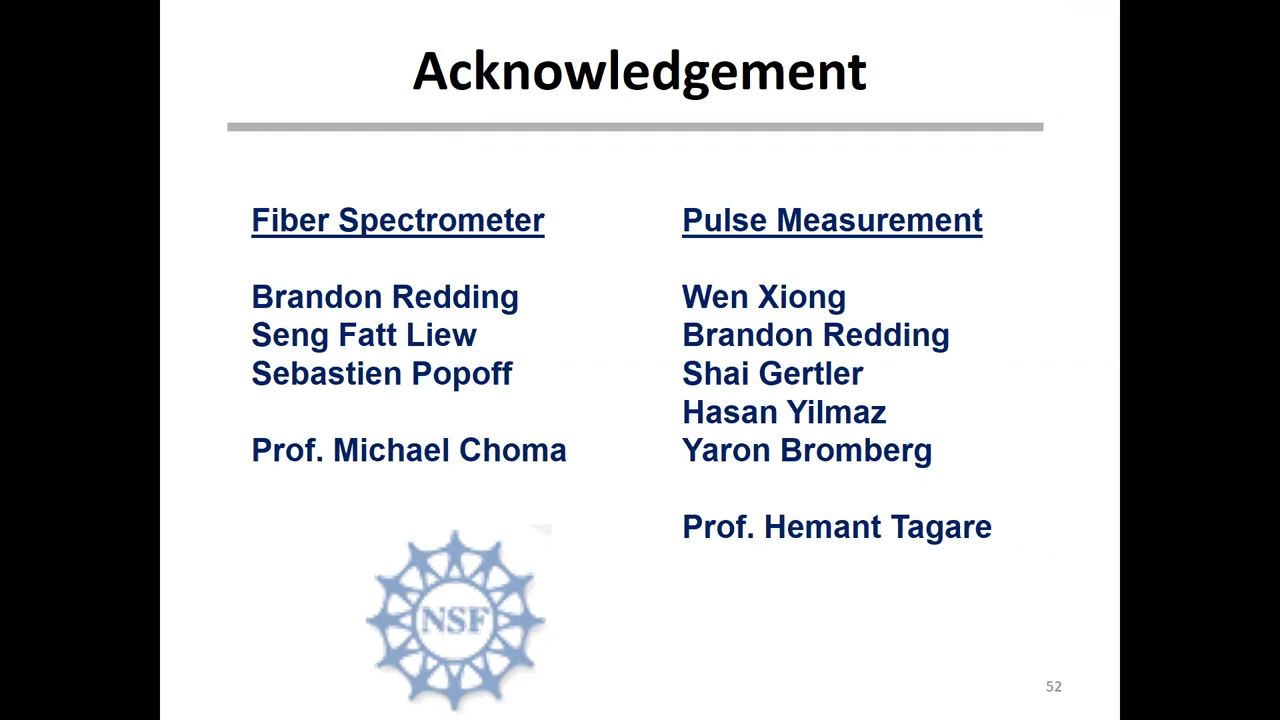 Acknowledgement
Fiber Spectrometer
Brandon Redding
Seng Fatt Liew
Sebastien Popoff
Prof. Michael Choma
Pulse Measurement
Wen Xiong
Brandon Redding
Shai Gertler
Hasan Yilmaz
Yaron Bromberg
Prof. Hemant Tagare
NSF
52